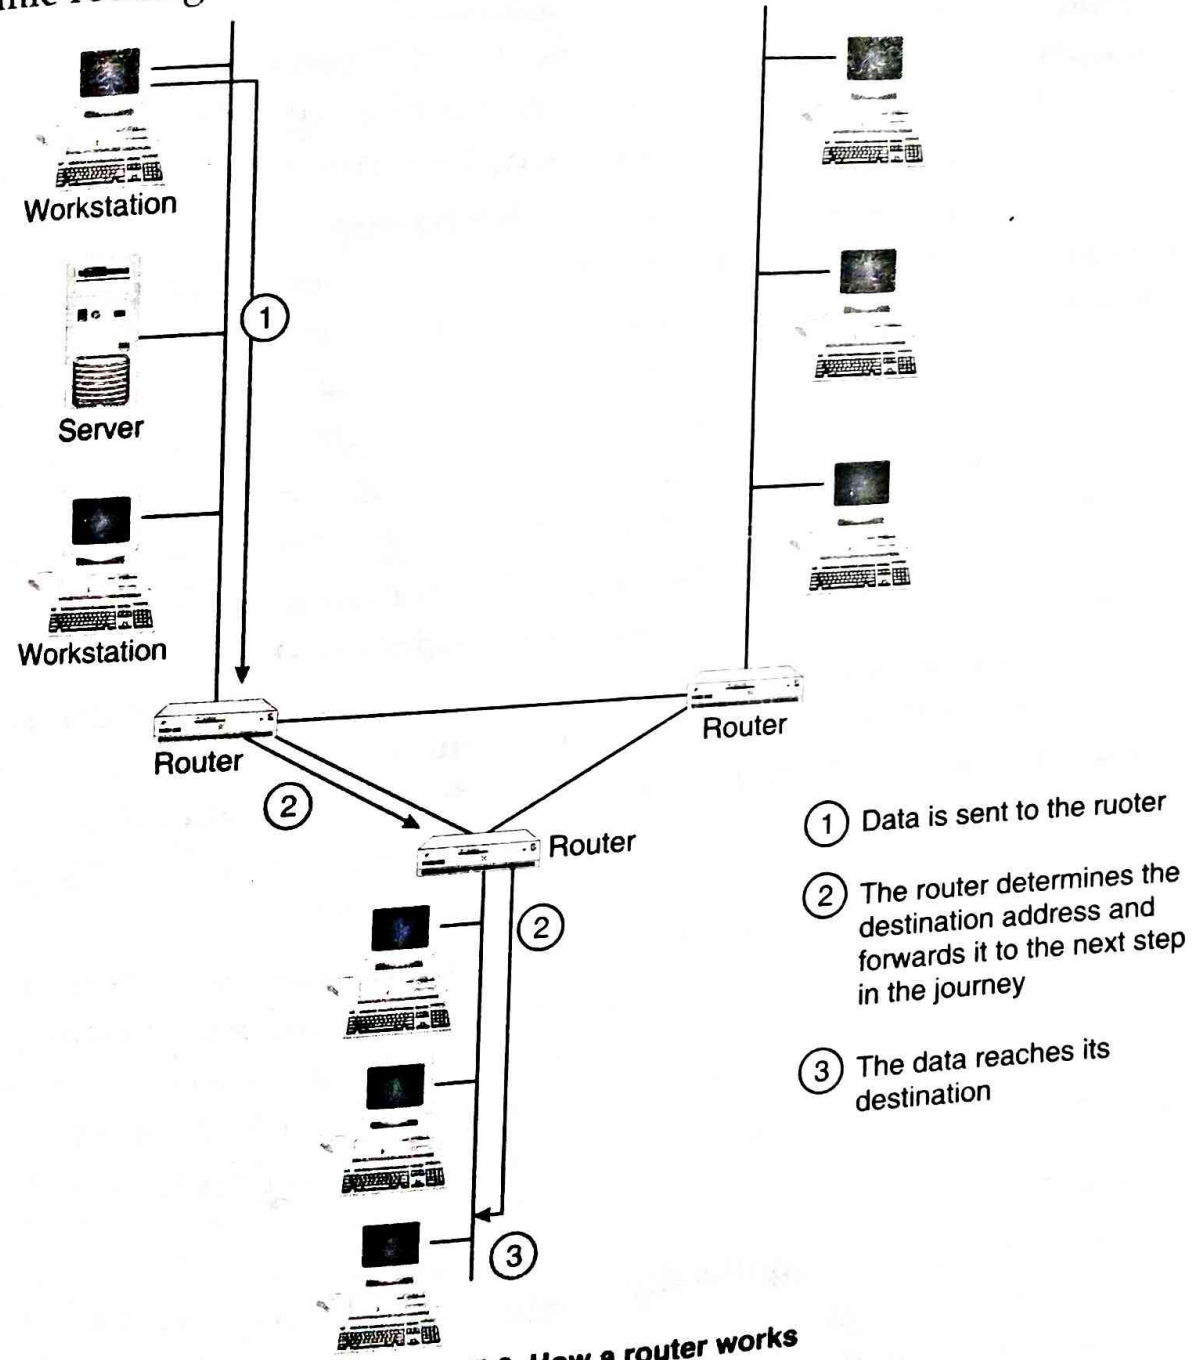 routing
Workstation
1
Server
Workstation
Router
Router
2
Router
2
3
1 Data is sent to the ruoter
2 The router determines the
destination address and
forwards it to the next step
in the journey
3 The data reaches its
destination
How a router works